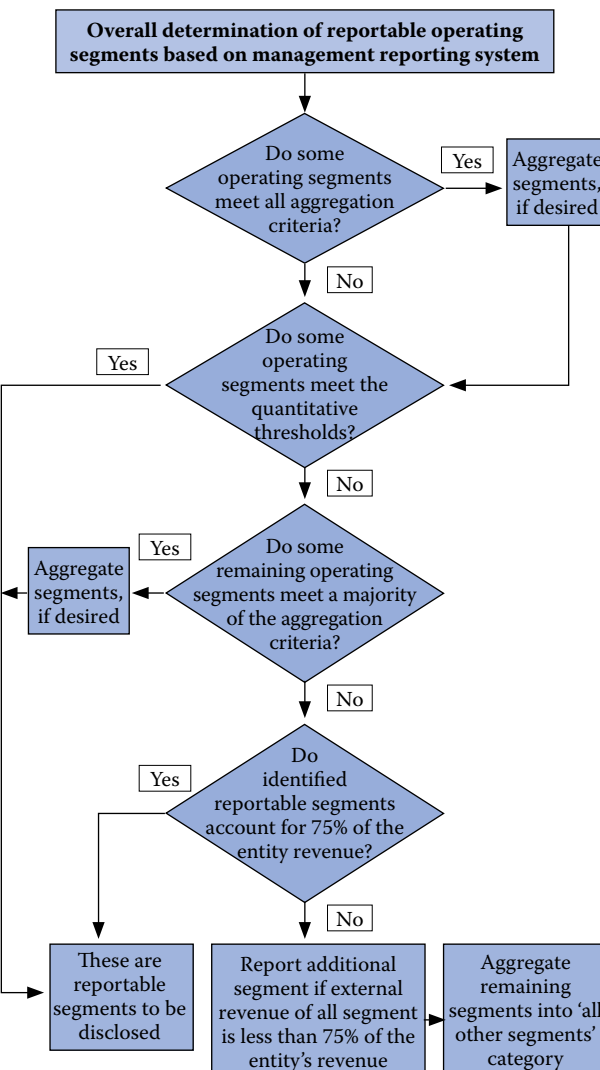 Overall determination of reportable operating
segments based on management reporting system
Do some
operating segments
meet all aggregation
criteria?
Yes
Aggregate
segments,
if desired
No
Do some
operating
segments meet the
quantitative
thresholds?
Yes
No
Do some
remaining operating
segments meet a majority
of the aggregation
criteria?
Yes
Aggregate
segments,
if desired
No
Do
identified
reportable segments
account for 75% of the
entity revenue?
Yes
No
These are
reportable
segments to be
disclosed
Report additional
segment if external
revenue of all segment
is less than 75% of the
entity's revenue
Aggregate
remaining
segments into 'all
other segments'
category